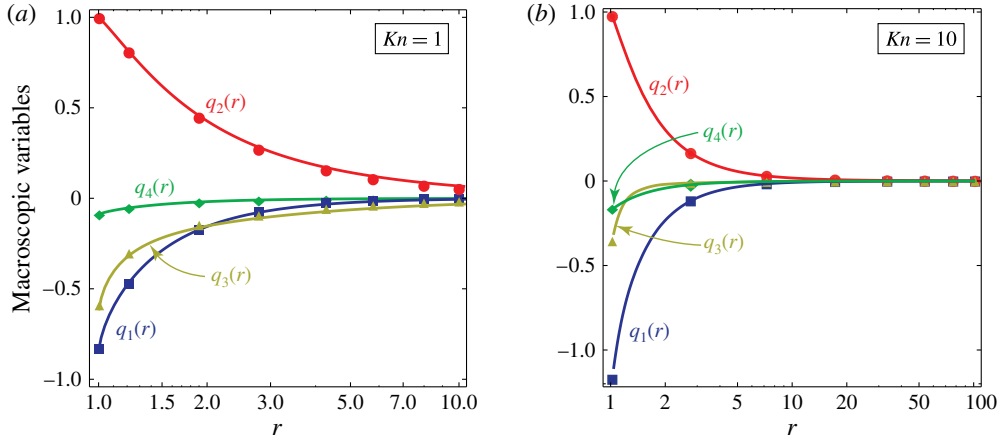 (a)
Kn = 1
Macroscopic variables
1.0
0.5
0
−0.5
−1.0
q2(r)
q4(r)
q3(r)
q1(r)
1.0 1.5 2.0 3.0 5.0 7.0 10.0
r
(b)
Kn = 10
1.0
0.5
0
−0.5
−1.0
q2(r)
q4(r)
q3(r)
q1(r)
1 2 5 10 20 50 100
r